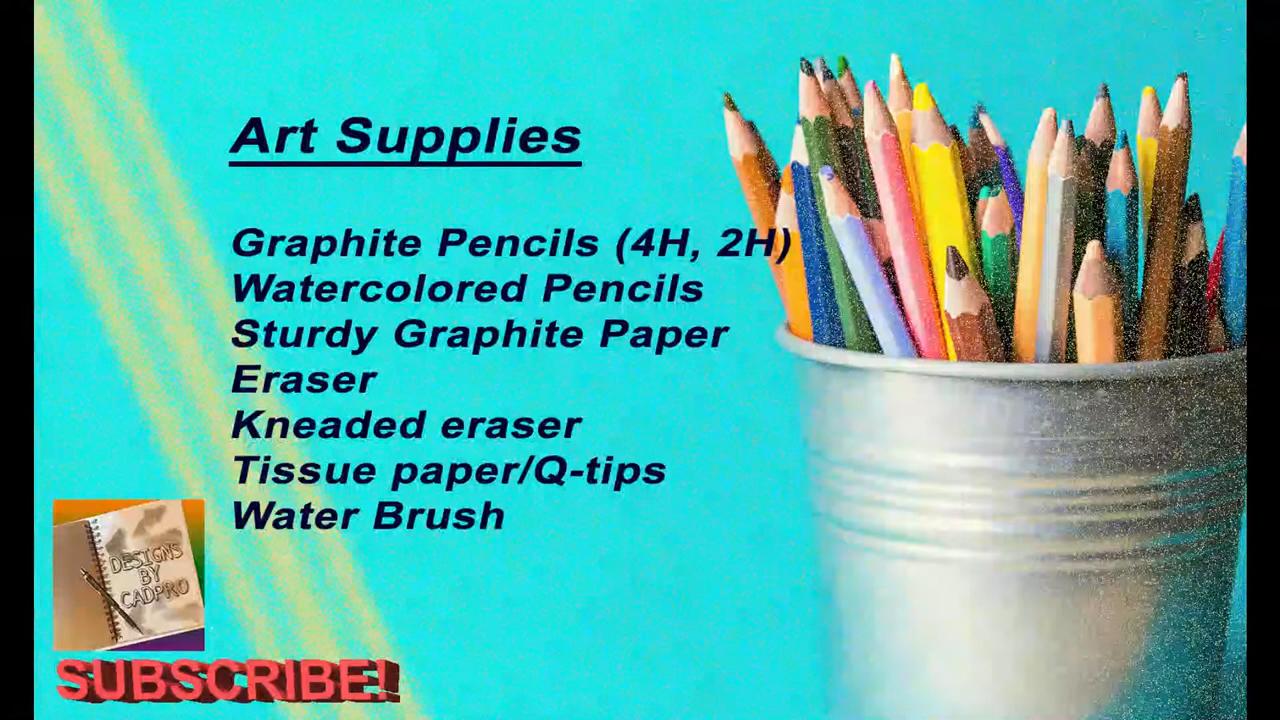 Art Supplies
Graphite Pencils (4H, 2H)
Watercolored Pencils
Sturdy Graphite Paper
Eraser
Kneaded eraser
Tissue paper/Q-tips
Water Brush
DESIGNS
BY
CADPRO
SUBSCRIBE!